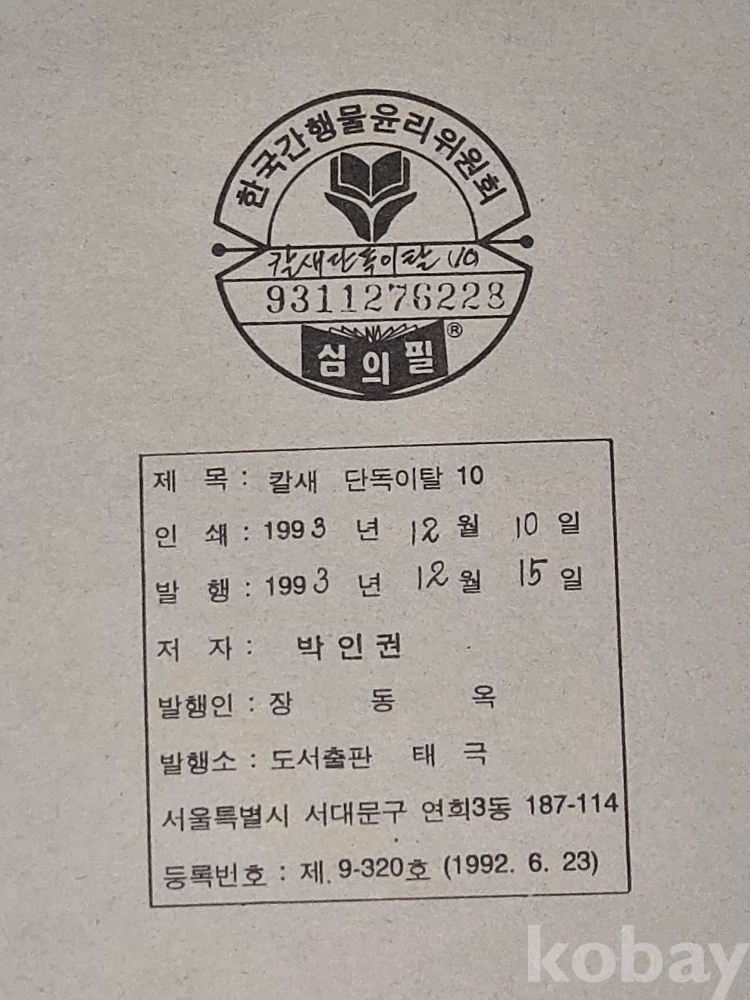 한국간행물윤리위원회
칼새단독이탈 10
9311276228
심의필 ®
제 목 : 칼새 단독이탈 10
인 쇄 : 1993 년 12 월 10 일
발 행 : 1993 년 12 월 15 일
저 자 : 박인권
발행인 : 장 동 옥
발행소 : 도서출판 태 극
서울특별시 서대문구 연희3동 187-114
등록번호 : 제. 9-320호 (1992. 6. 23)
kobay